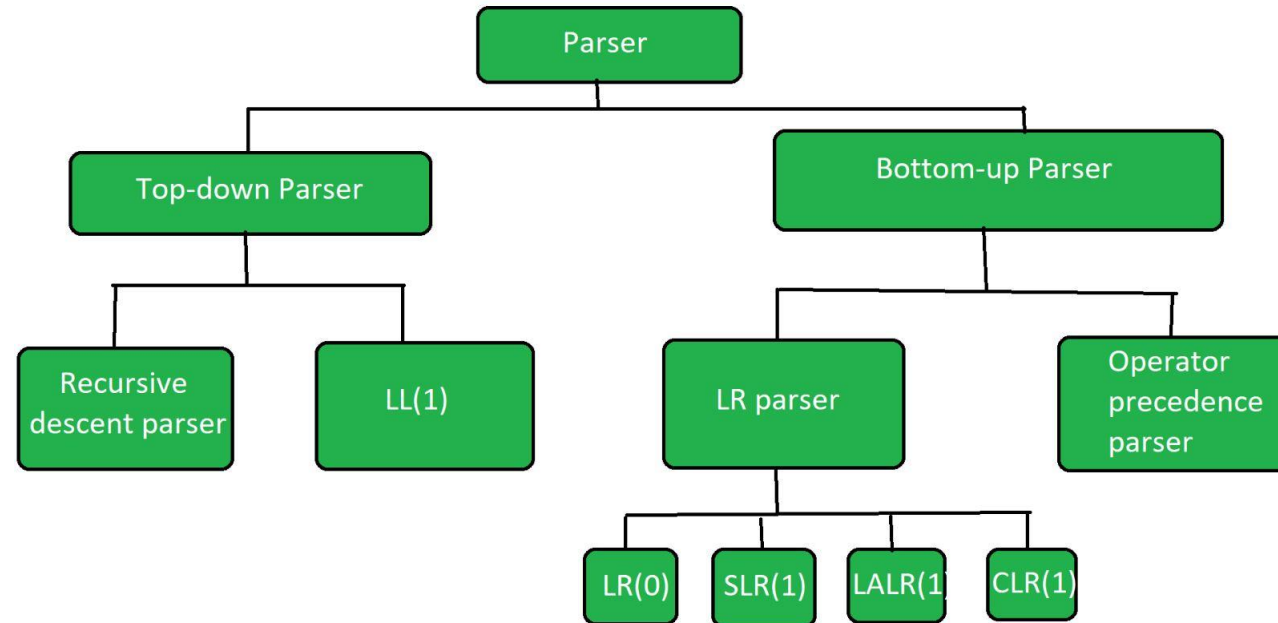 Parser
Top-down Parser
Bottom-up Parser
Recursive
descent parser
LL(1)
LR parser
Operator
precedence
parser
LR(0)
SLR(1)
LALR(1)
CLR(1)